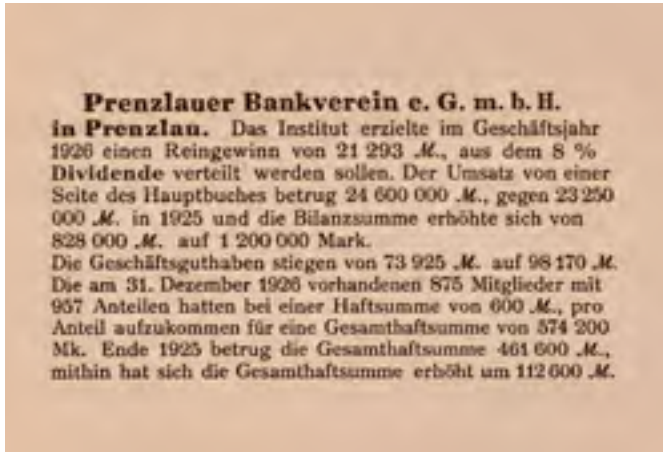 Prenzlauer Bankverein e. G. m. b. H.
in Prenzlau. Das Institut erzielte im Geschäftsjahr
1926 einen Reingewinn von 21 293 ℳ., aus dem 8 %
Dividende verteilt werden sollen. Der Umsatz von einer
Seite des Hauptbuches betrug 24 600 000 ℳ., gegen 23 250
000 ℳ. in 1925 und die Bilanzsumme erhöhte sich von
828 000 ℳ. auf 1 200 000 Mark.
Die Geschäftsguthaben stiegen von 73 925 ℳ. auf 98 170 ℳ.
Die am 31. Dezember 1926 vorhandenen 875 Mitglieder mit
957 Anteilen hatten bei einer Haftsumme von 600 ℳ., pro
Anteil aufzukommen für eine Gesamthaftsumme von 574 200
Mk. Ende 1925 betrug die Gesamthaftsumme 461 600 ℳ.,
mithin hat sich die Gesamthaftsumme erhöht um 112 600 ℳ.